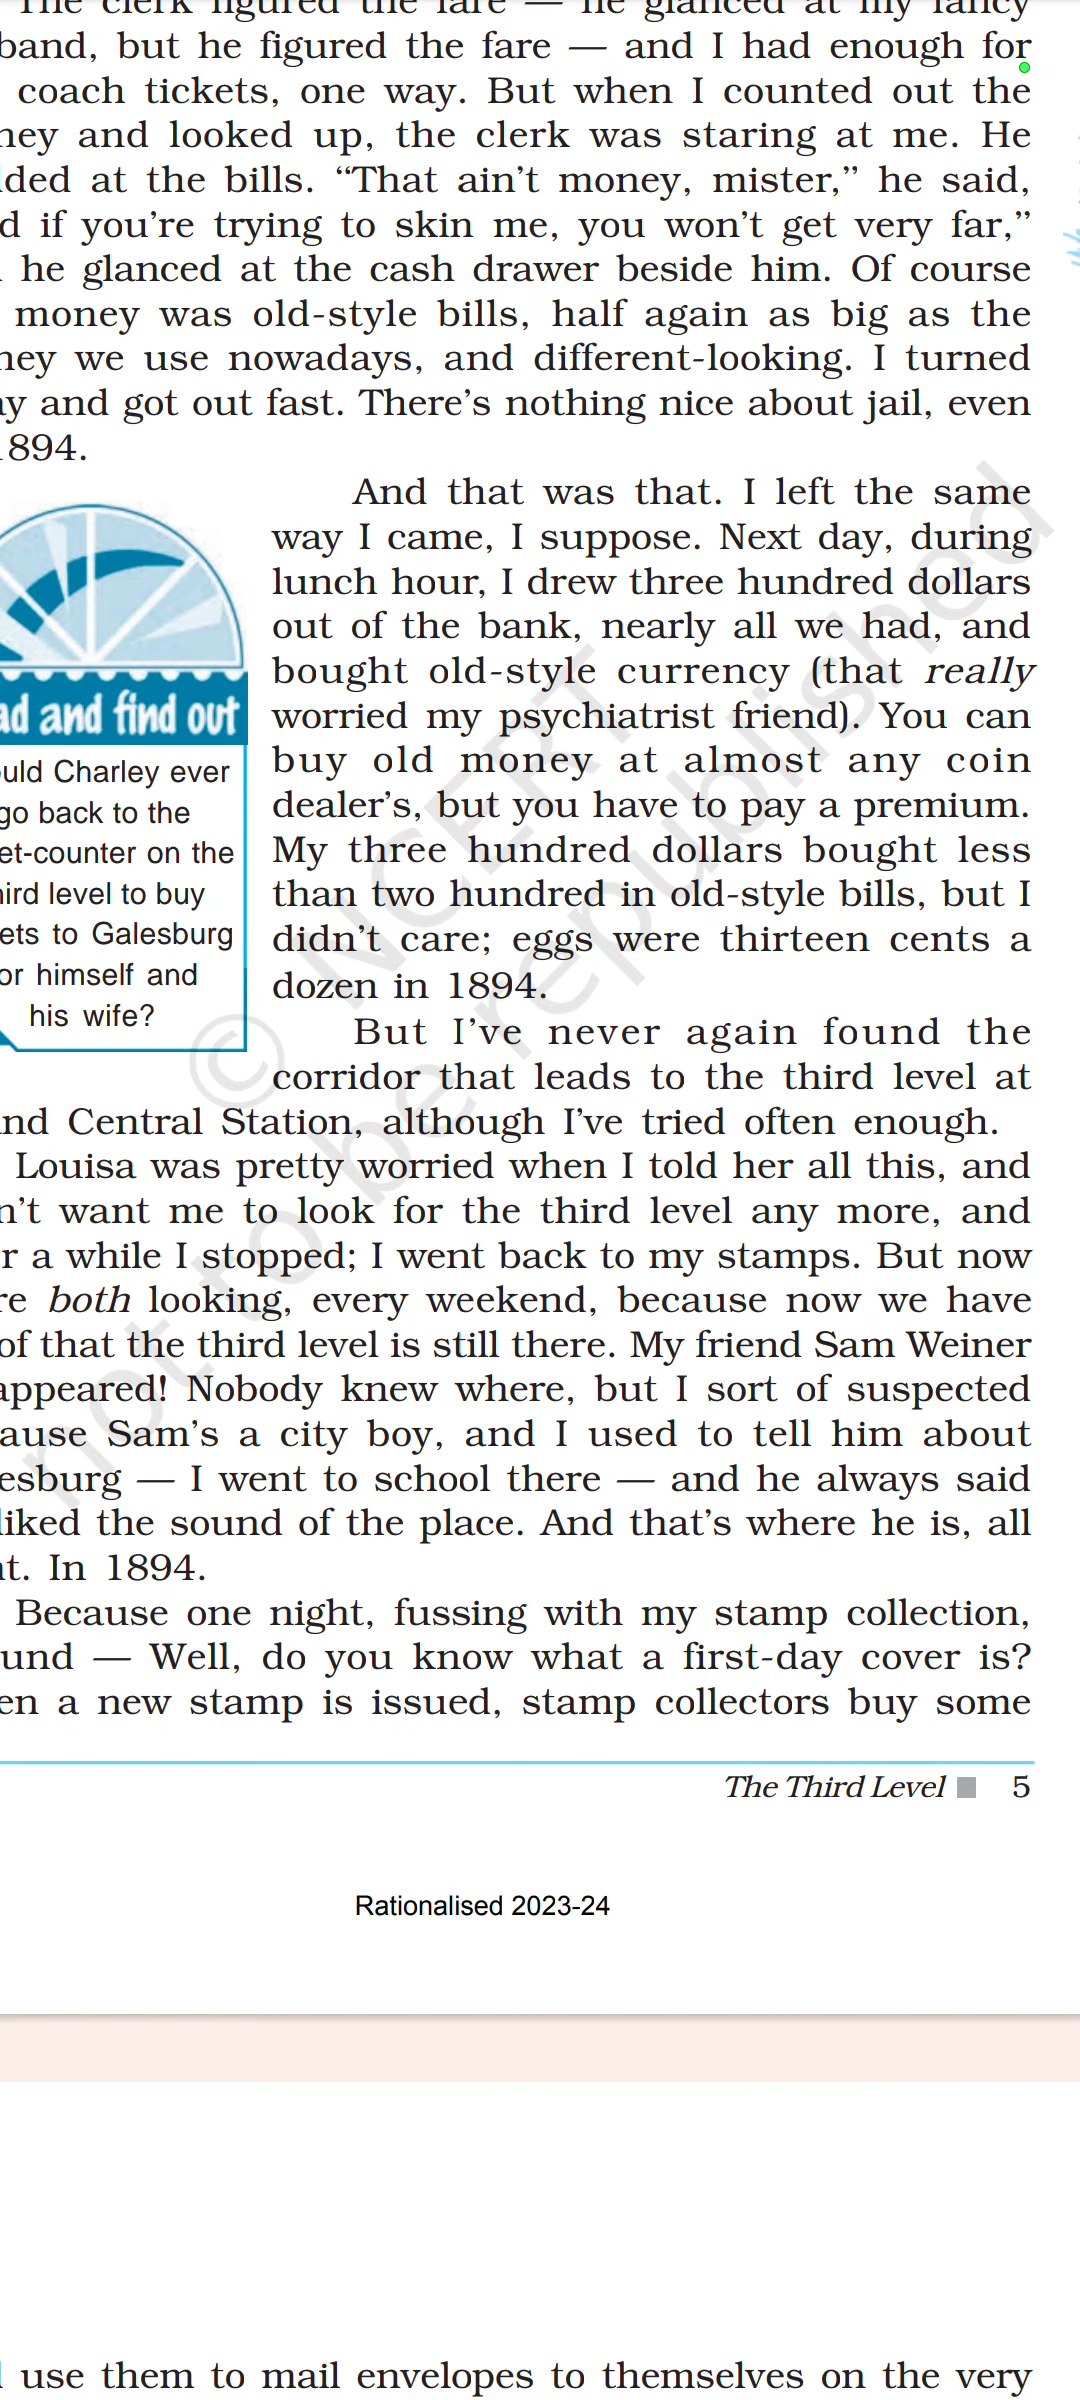 The clerk figured the fare — he glanced at my fancy
band, but he figured the fare — and I had enough for
coach tickets, one way. But when I counted out the
ney and looked up, the clerk was staring at me. He
dded at the bills. “That ain’t money, mister,” he said,
d if you’re trying to skin me, you won’t get very far,”
he glanced at the cash drawer beside him. Of course
money was old-style bills, half again as big as the
ney we use nowadays, and different-looking. I turned
ay and got out fast. There’s nothing nice about jail, even
1894.
And that was that. I left the same
way I came, I suppose. Next day, during
lunch hour, I drew three hundred dollars
out of the bank, nearly all we had, and
bought old-style currency (that really
worried my psychiatrist friend). You can
buy old money at almost any coin
dealer’s, but you have to pay a premium.
My three hundred dollars bought less
than two hundred in old-style bills, but I
didn’t care; eggs were thirteen cents a
dozen in 1894.
ad and find out
ould Charley ever
go back to the
et-counter on the
hird level to buy
ets to Galesburg
or himself and
his wife?
But I’ve never again found the
corridor that leads to the third level at
nd Central Station, although I’ve tried often enough.
Louisa was pretty worried when I told her all this, and
n’t want me to look for the third level any more, and
r a while I stopped; I went back to my stamps. But now
re both looking, every weekend, because now we have
of that the third level is still there. My friend Sam Weiner
appeared! Nobody knew where, but I sort of suspected
ause Sam’s a city boy, and I used to tell him about
esburg — I went to school there — and he always said
liked the sound of the place. And that’s where he is, all
nt. In 1894.
Because one night, fussing with my stamp collection,
und — Well, do you know what a first-day cover is?
en a new stamp is issued, stamp collectors buy some
© NCERT
not to be republished
The Third Level 5
Rationalised 2023-24
use them to mail envelopes to themselves on the very